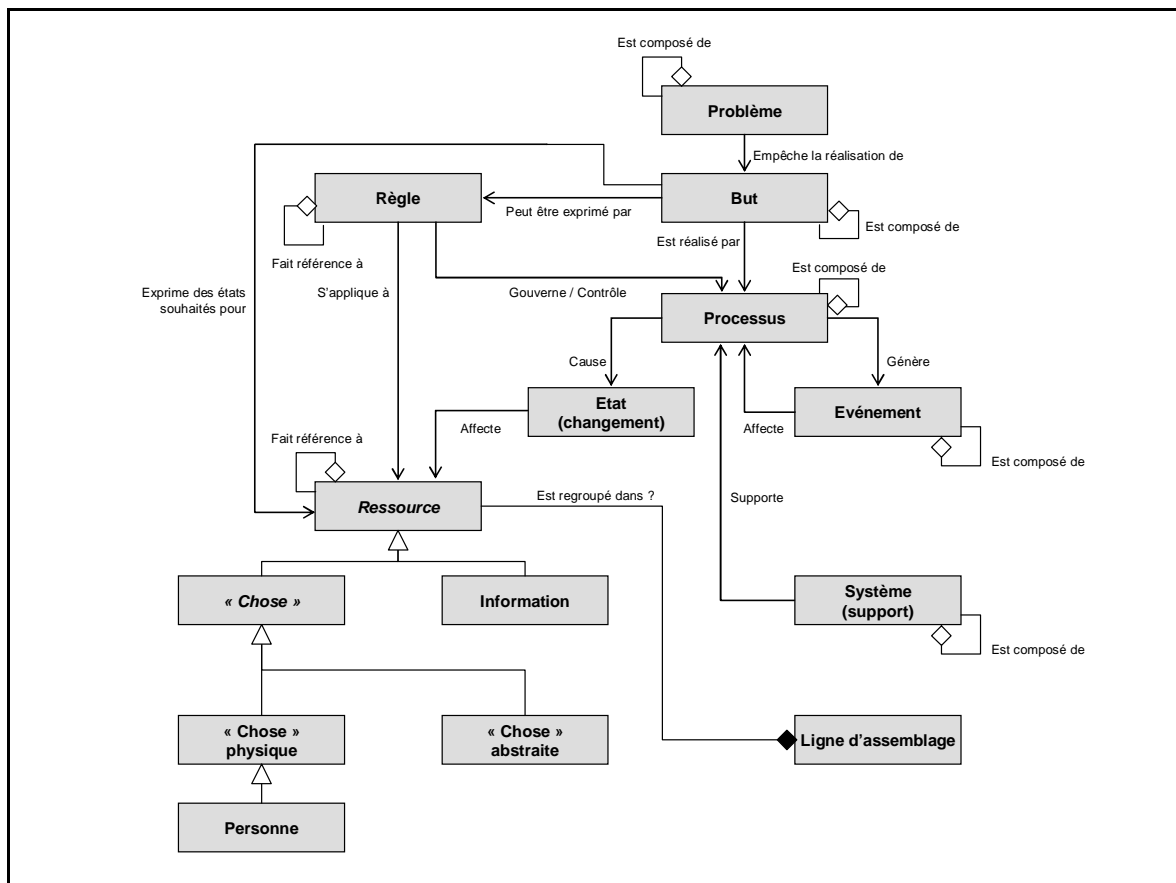 Est composé de
Problème
Empêche la réalisation de
Règle
But
Peut être exprimé par
Est composé de
Est réalisé par
Fait référence à
Est composé de
Exprime des états
souhaités pour
S'applique à
Gouverne / Contrôle
Processus
Cause
Génère
Etat
(changement)
Evénement
Affecte
Affecte
Fait référence à
Est composé de
Ressource
Est regroupé dans ?
Supporte
« Chose »
Information
Système
(support)
Est composé de
« Chose »
physique
« Chose »
abstraite
Ligne d'assemblage
Personne